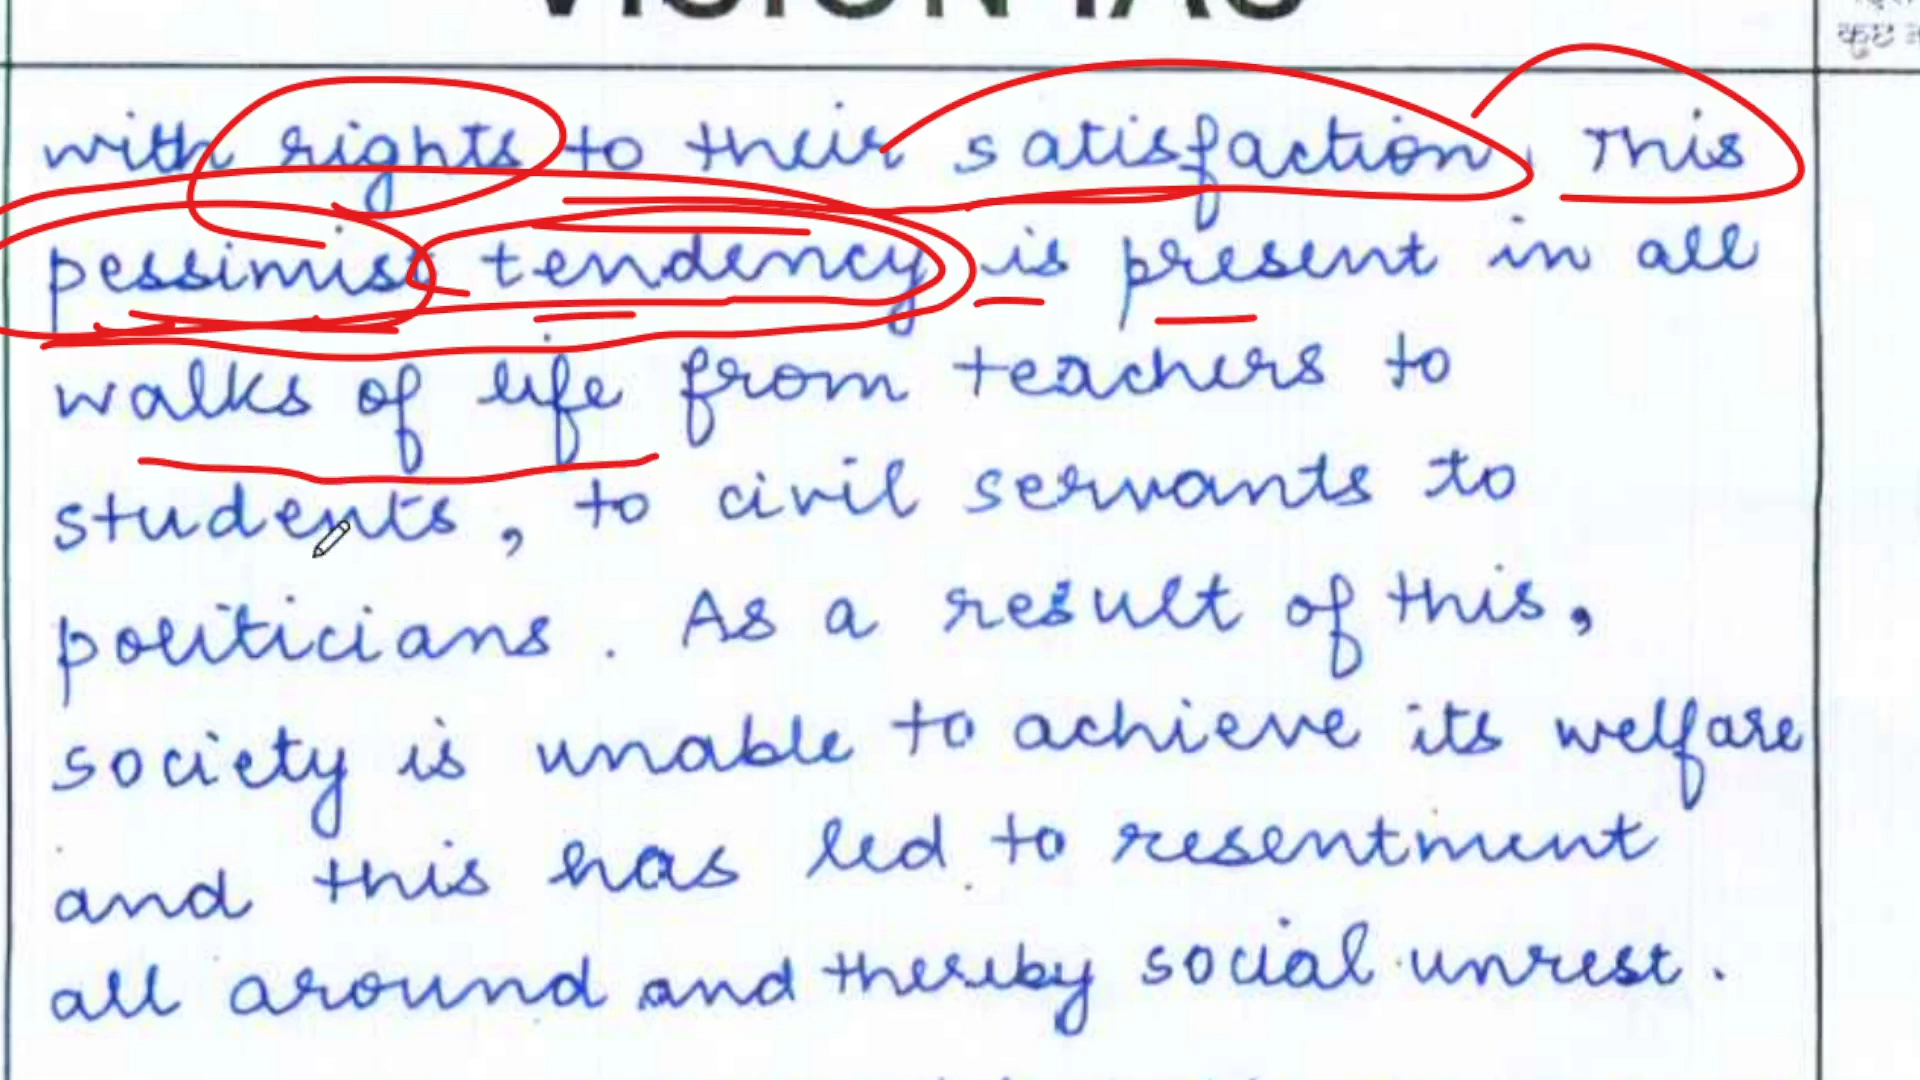 VISION IAS
with rights to their satisfaction. This
pessimist tendency is present in all
walks of life from teachers to
students, to civil servants to
politicians. As a result of this,
society is unable to achieve its welfare
and this has led to resentment
all around and thereby social unrest.